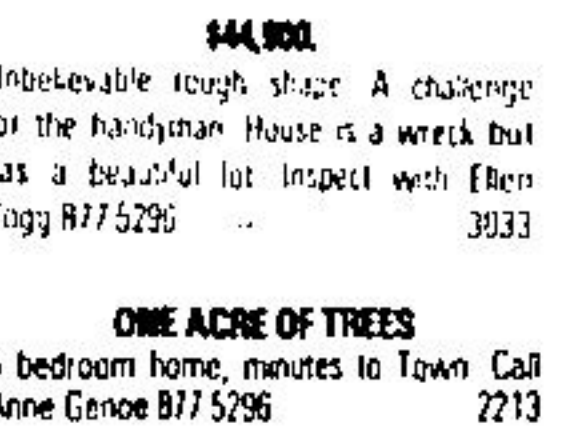 $44,900.
Unbelievable rough shape A challenge
for the handyman House is a wreck but
has a beautiful lot Inspect with Ellen
877 5296 3033
ONE ACRE OF TREES
bedroom home, minutes to Town Call
Anne Genoe 877 5296 2213